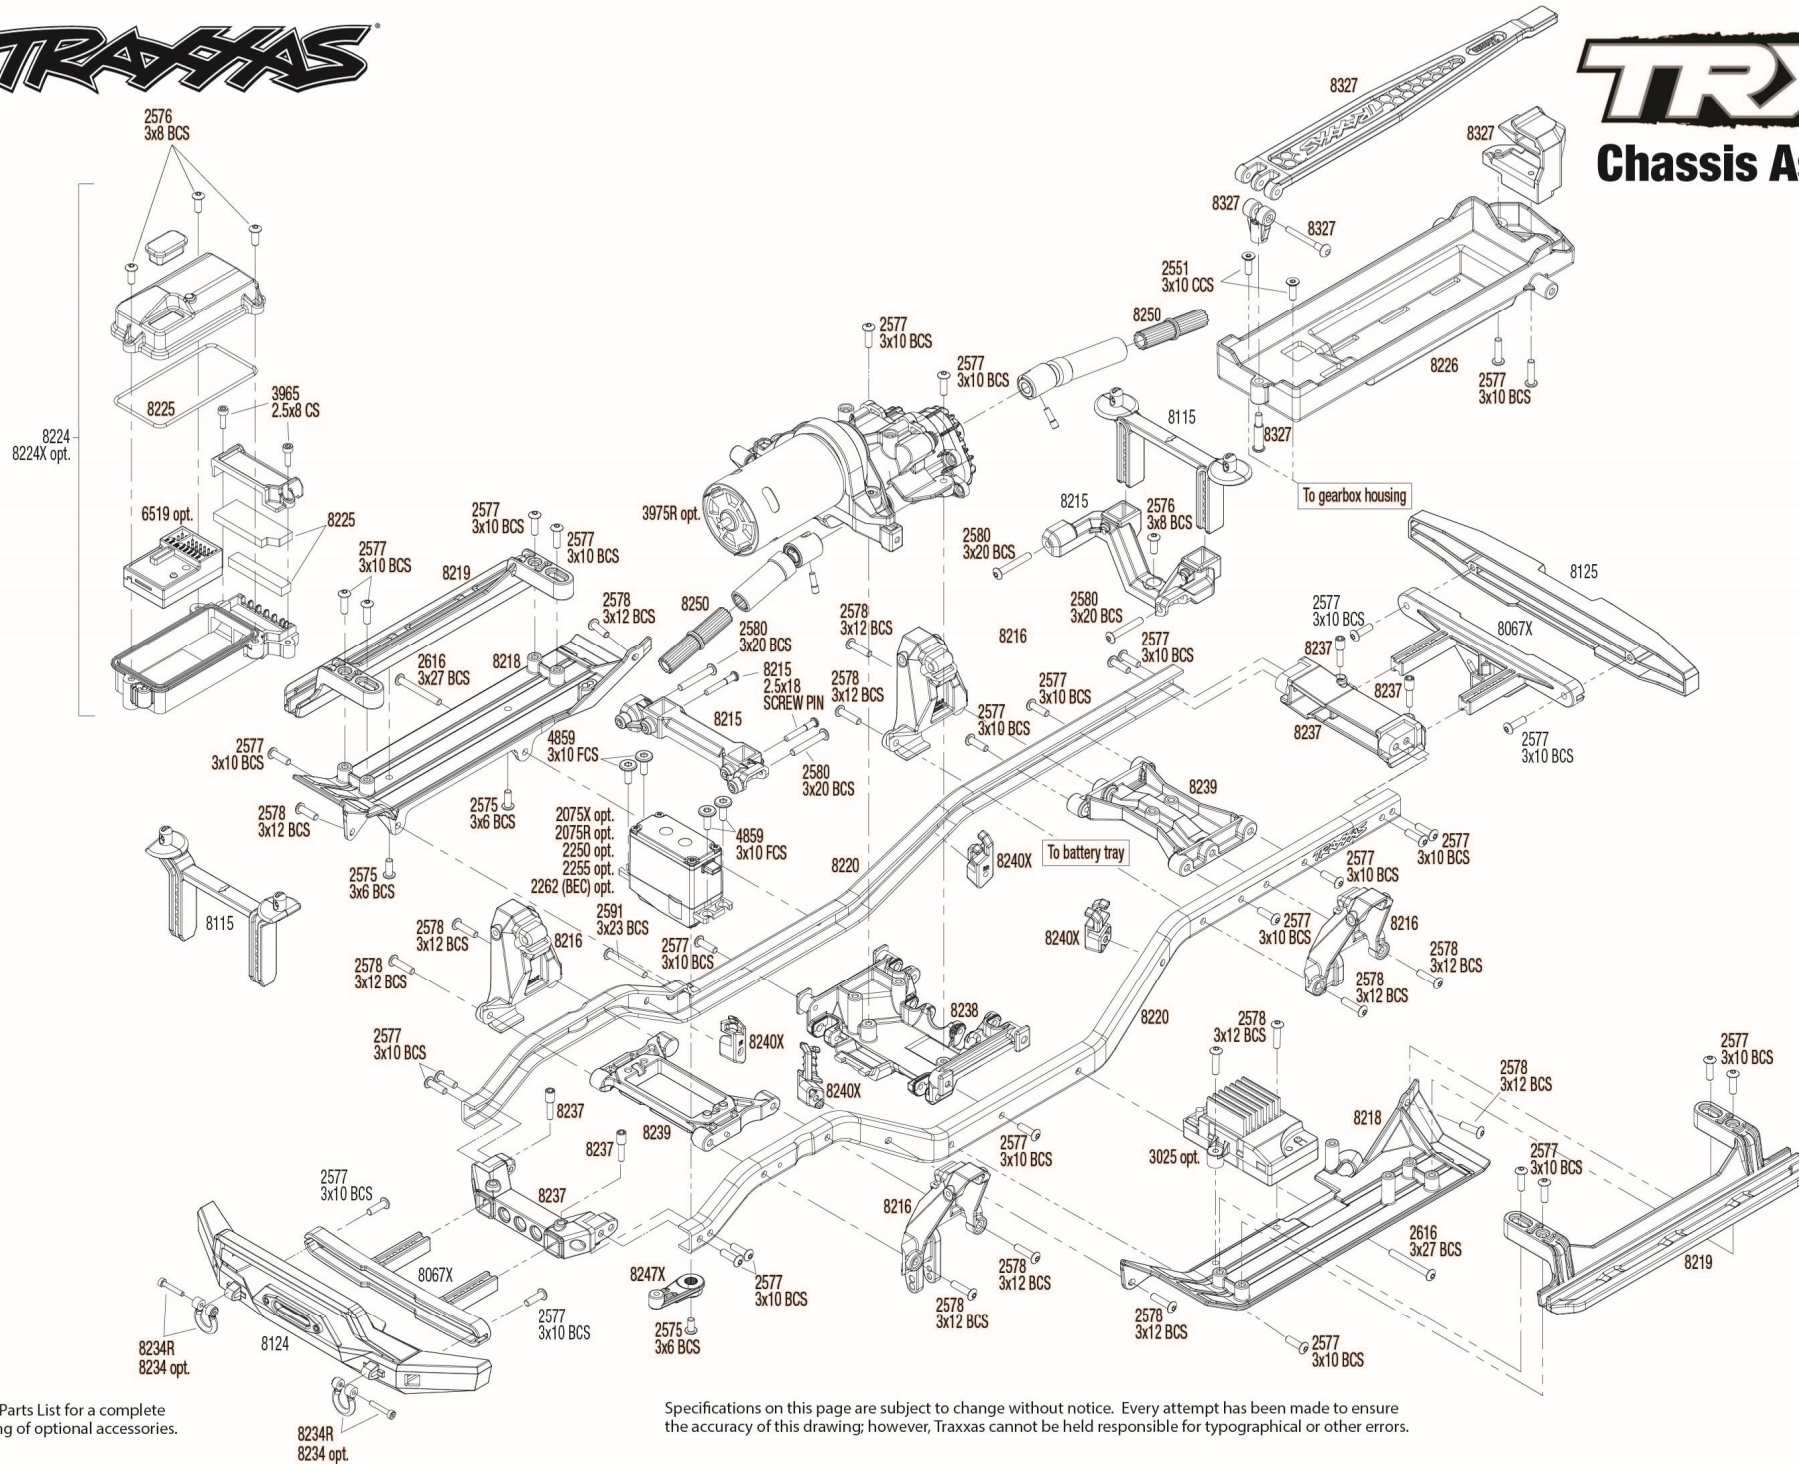 TRAXXAS
TRX
Chassis As
2576
3x8 BCS
8224
8224X opt.
8225
3965
2.5x8 CS
6519 opt.
8225
2577
3x10 BCS
8219
2577
3x10 BCS
2577
3x10 BCS
2616
3x27 BCS
8218
2578
3x12 BCS
2577
3x10 BCS
2578
3x12 BCS
2575
3x6 BCS
2575
3x6 BCS
8115
3975R opt.
2577
3x10 BCS
2577
3x10 BCS
8250
8250
2580
3x20 BCS
8215
2.5x18
SCREW PIN
8215
2580
3x20 BCS
4859
3x10 FCS
4859
3x10 FCS
2075X opt.
2075R opt.
2250 opt.
2255 opt.
2262 (BEC) opt.
2591
3x23 BCS
2577
3x10 BCS
8327
TRAXXAS
8327
8327
8327
2551
3x10 CCS
8226
2577
3x10 BCS
8327
To gearbox housing
8115
8215
2576
3x8 BCS
2580
3x20 BCS
2580
3x20 BCS
2577
3x10 BCS
8216
2578
3x12 BCS
2578
3x12 BCS
2577
3x10 BCS
2577
3x10 BCS
8125
2577
3x10 BCS
8067X
8237
8237
8237
2577
3x10 BCS
8239
8220
8240X
To battery tray
8240X
TRAXXAS
2577
3x10 BCS
2577
3x10 BCS
2577
3x10 BCS
8216
2578
3x12 BCS
2578
3x12 BCS
2578
3x12 BCS
8216
2578
3x12 BCS
2577
3x10 BCS
8240X
8238
8240X
8220
8237
8239
8237
8237
2577
3x10 BCS
8067X
8124
2577
3x10 BCS
8234R
8234 opt.
8234R
8234 opt.
8247X
2575
3x6 BCS
2577
3x10 BCS
8216
2577
3x10 BCS
2578
3x12 BCS
2578
3x12 BCS
2578
3x12 BCS
3025 opt.
8218
2578
3x12 BCS
2577
3x10 BCS
2577
3x10 BCS
2616
3x27 BCS
8219
2578
3x12 BCS
2577
3x10 BCS
Parts List for a complete
g of optional accessories.
Specifications on this page are subject to change without notice. Every attempt has been made to ensure
the accuracy of this drawing; however, Traxxas cannot be held responsible for typographical or other errors.